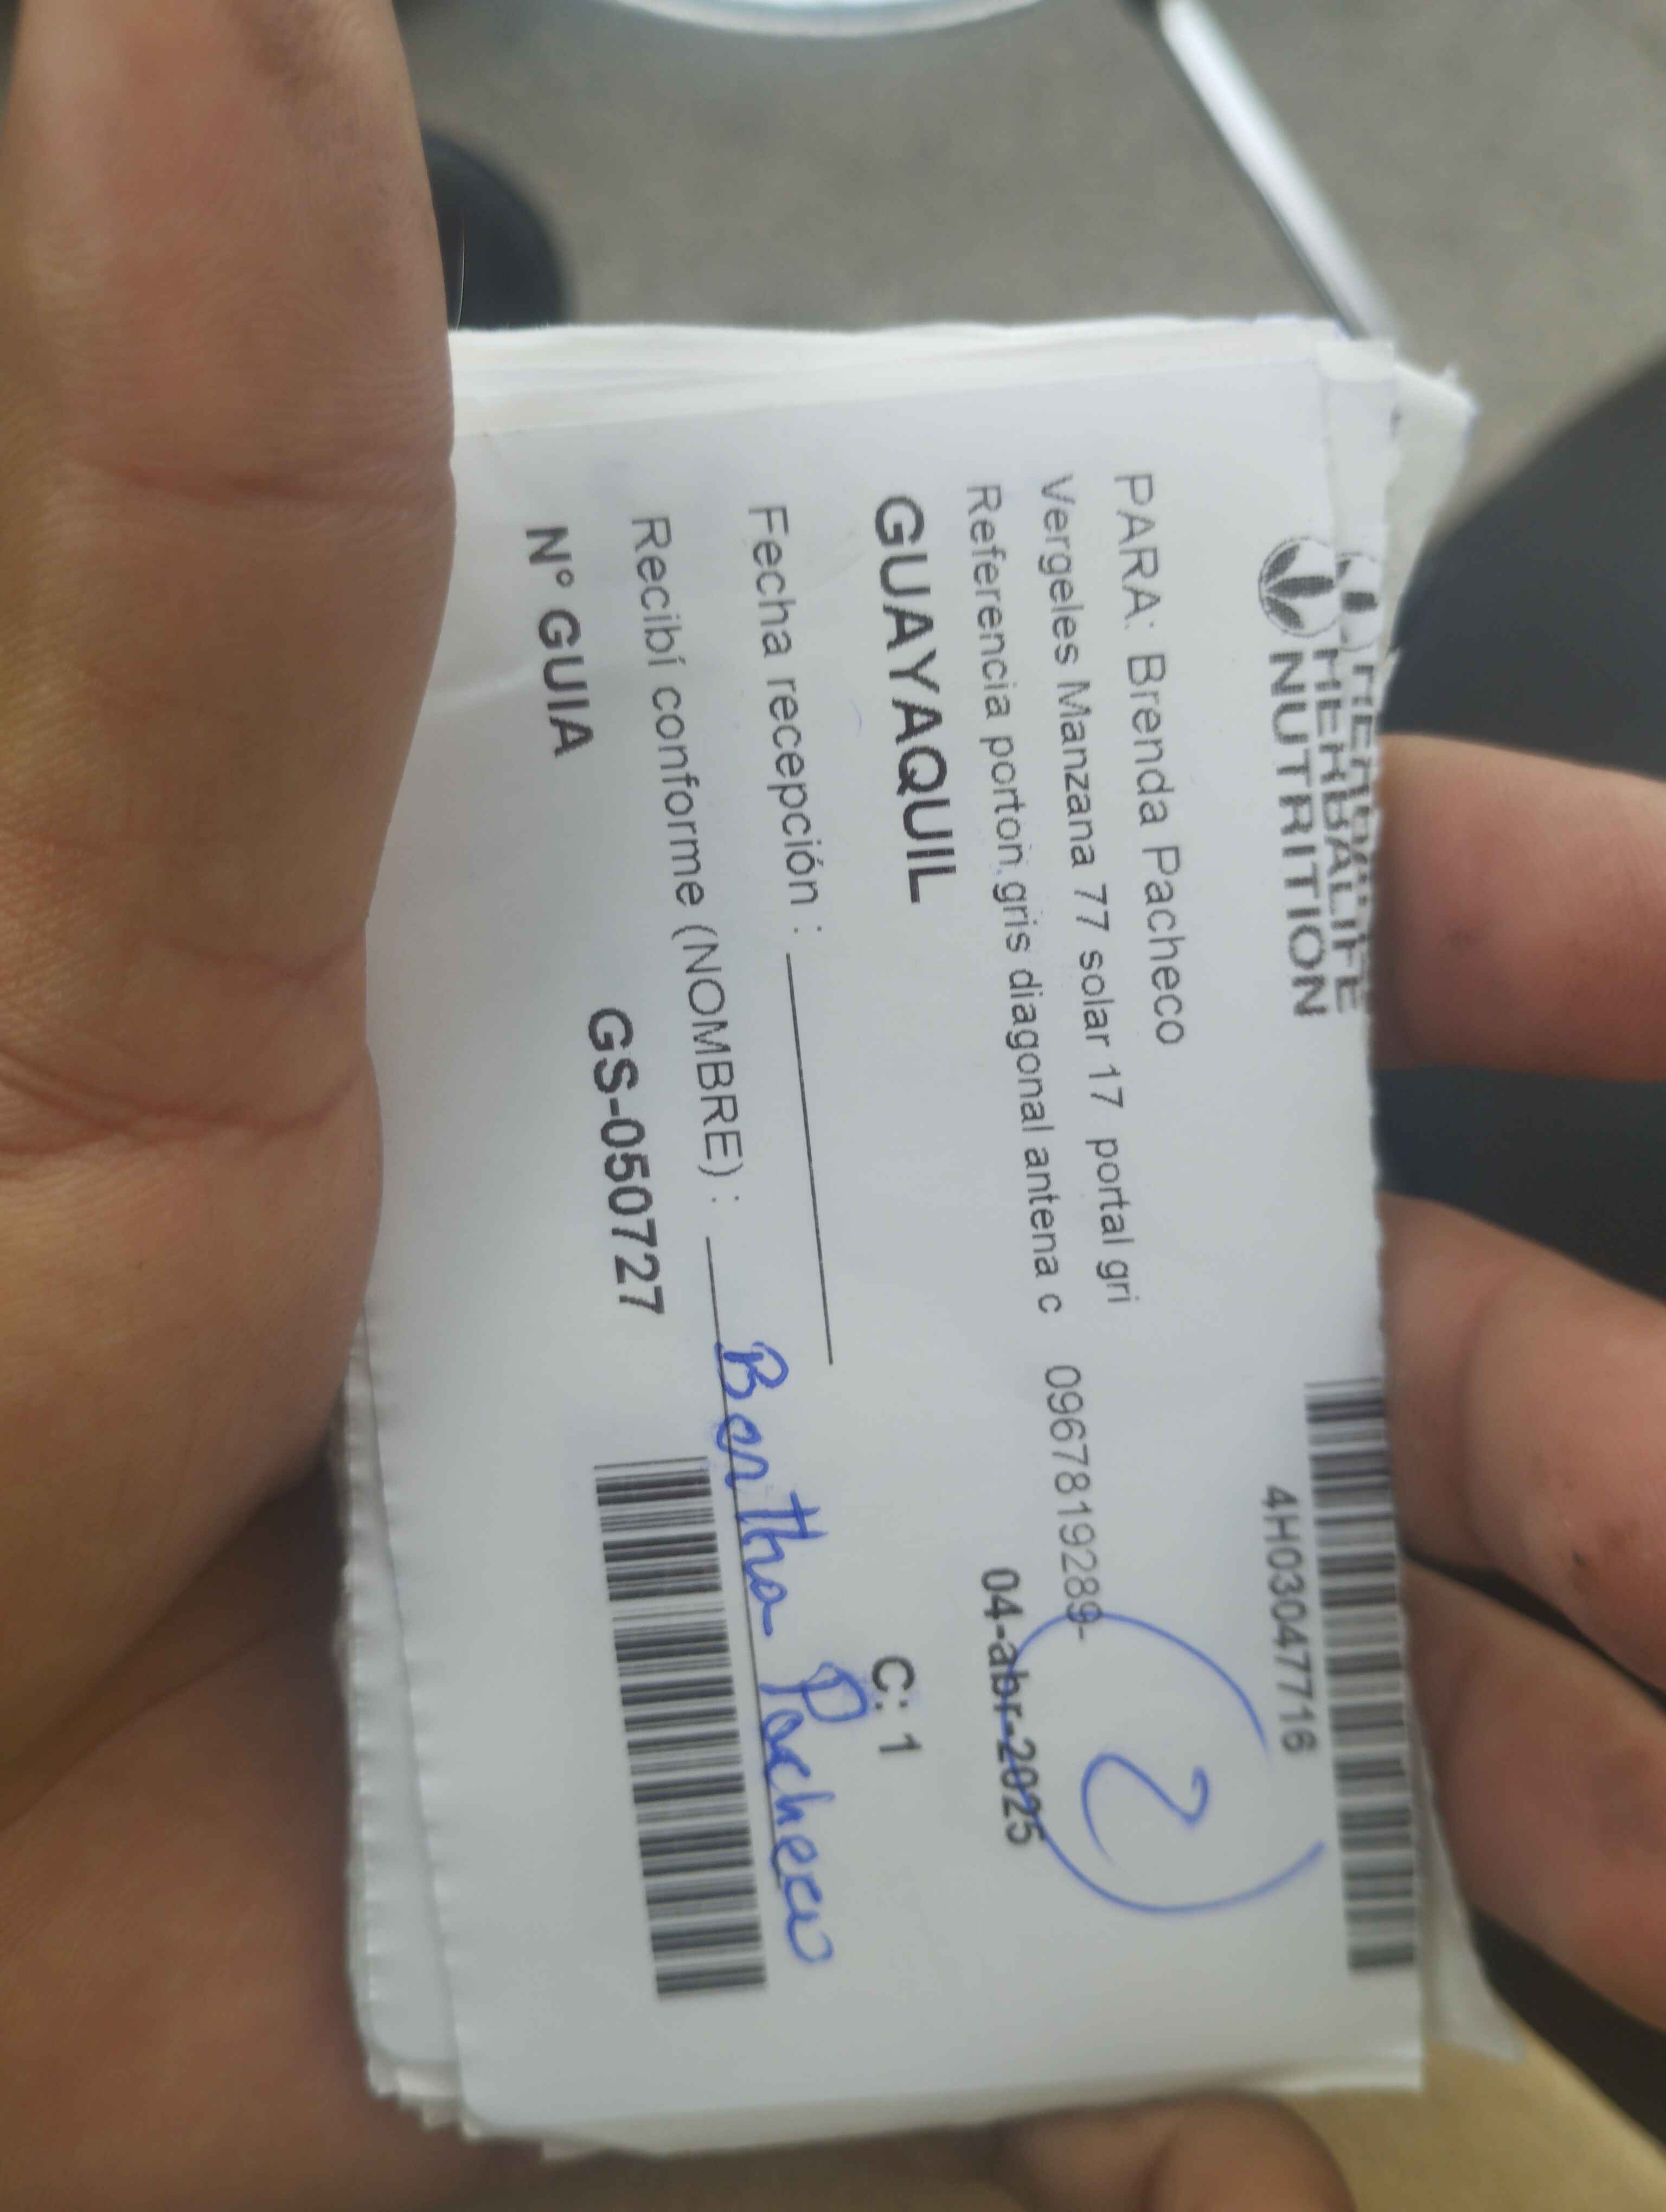 HERBALIFE
NUTRITION
4H03047716
PARA: Brenda Pacheco
Vergeles Manzana 77 solar 17 portal gri
Referencia porton gris diagonal antena c 0967819289-
2
04-abr-2025
GUAYAQUIL
C: 1
Fecha recepción :
Recibí conforme (NOMBRE) : Bertha Pacheco
N° GUIA GS-050727